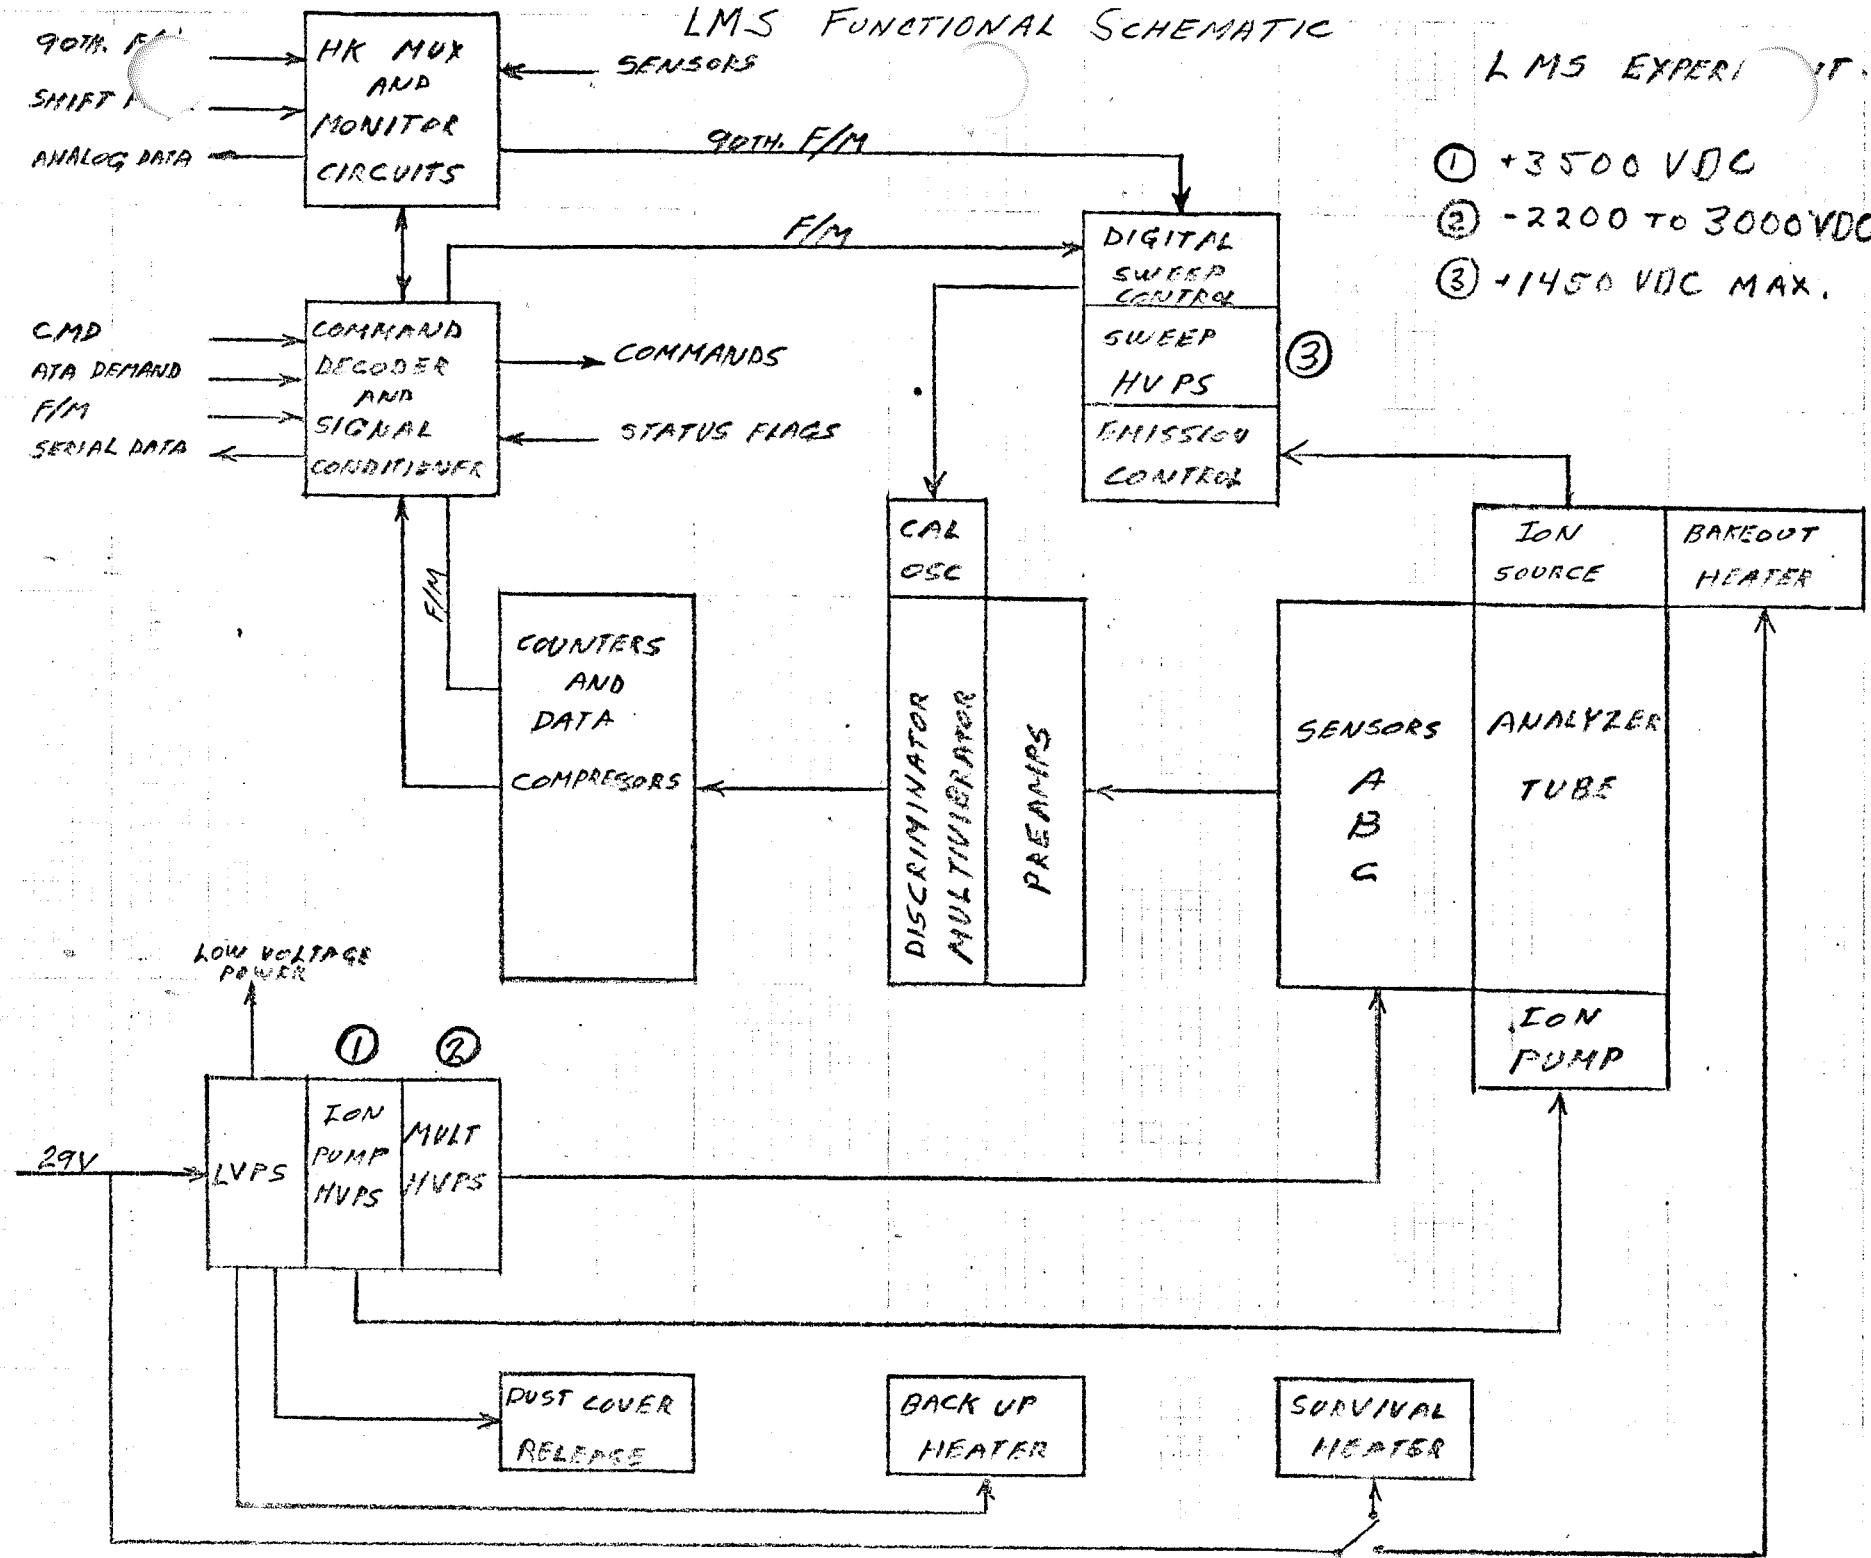 LMS FUNCTIONAL SCHEMATIC
LMS
① +3500 VDC
② -2200 TO 3000 VDC
③ +1450 VDC MAX.
90TH.
SHIFT
ANALOG DATA
HK MUX
AND
MONITOR
CIRCUITS
SENSORS
90TH. F/M
F/M
DIGITAL
SWEEP
CONTROL
SWEEP
HVPS
③
EMISSION
CONTROL
CMD
ATA DEMAND
F/M
SERIAL DATA
COMMAND
DECODER
AND
SIGNAL
CONDITIONER
COMMANDS
STATUS FLAGS
F/M
COUNTERS
AND
DATA
COMPRESSORS
CAL
OSC
DISCRIMINATOR
MULTIVIBRATOR
PREAMPS
SENSORS
A
B
C
ION
SOURCE
BAKEOUT
HEATER
ANALYZER
TUBE
ION
PUMP
LOW VOLTAGE
POWER
① ②
29V
LVPS
ION
PUMP
HVPS
MULT
HVPS
DUST COVER
RELEASE
BACK UP
HEATER
SURVIVAL
HEATER